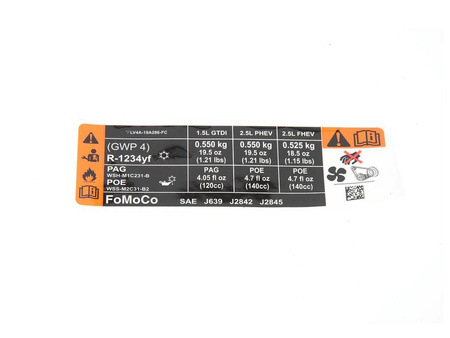 LV4A-19A286-FC 1.5L GTDI 2.5L PHEV 2.5L FHEV
(GWP 4) 0.550 kg 0.550 kg 0.525 kg
R-1234yf 19.5 oz 19.5 oz 18.5 oz
(1.21 lbs) (1.21 lbs) (1.15 lbs)
PAG PAG POE POE
WSH-M1C231-B 4.05 fl oz 4.7 fl oz 4.7 fl oz
POE (120cc) (140cc) (140cc)
WSS-M2C31-B2
FoMoCo SAE J639 J2842 J2845